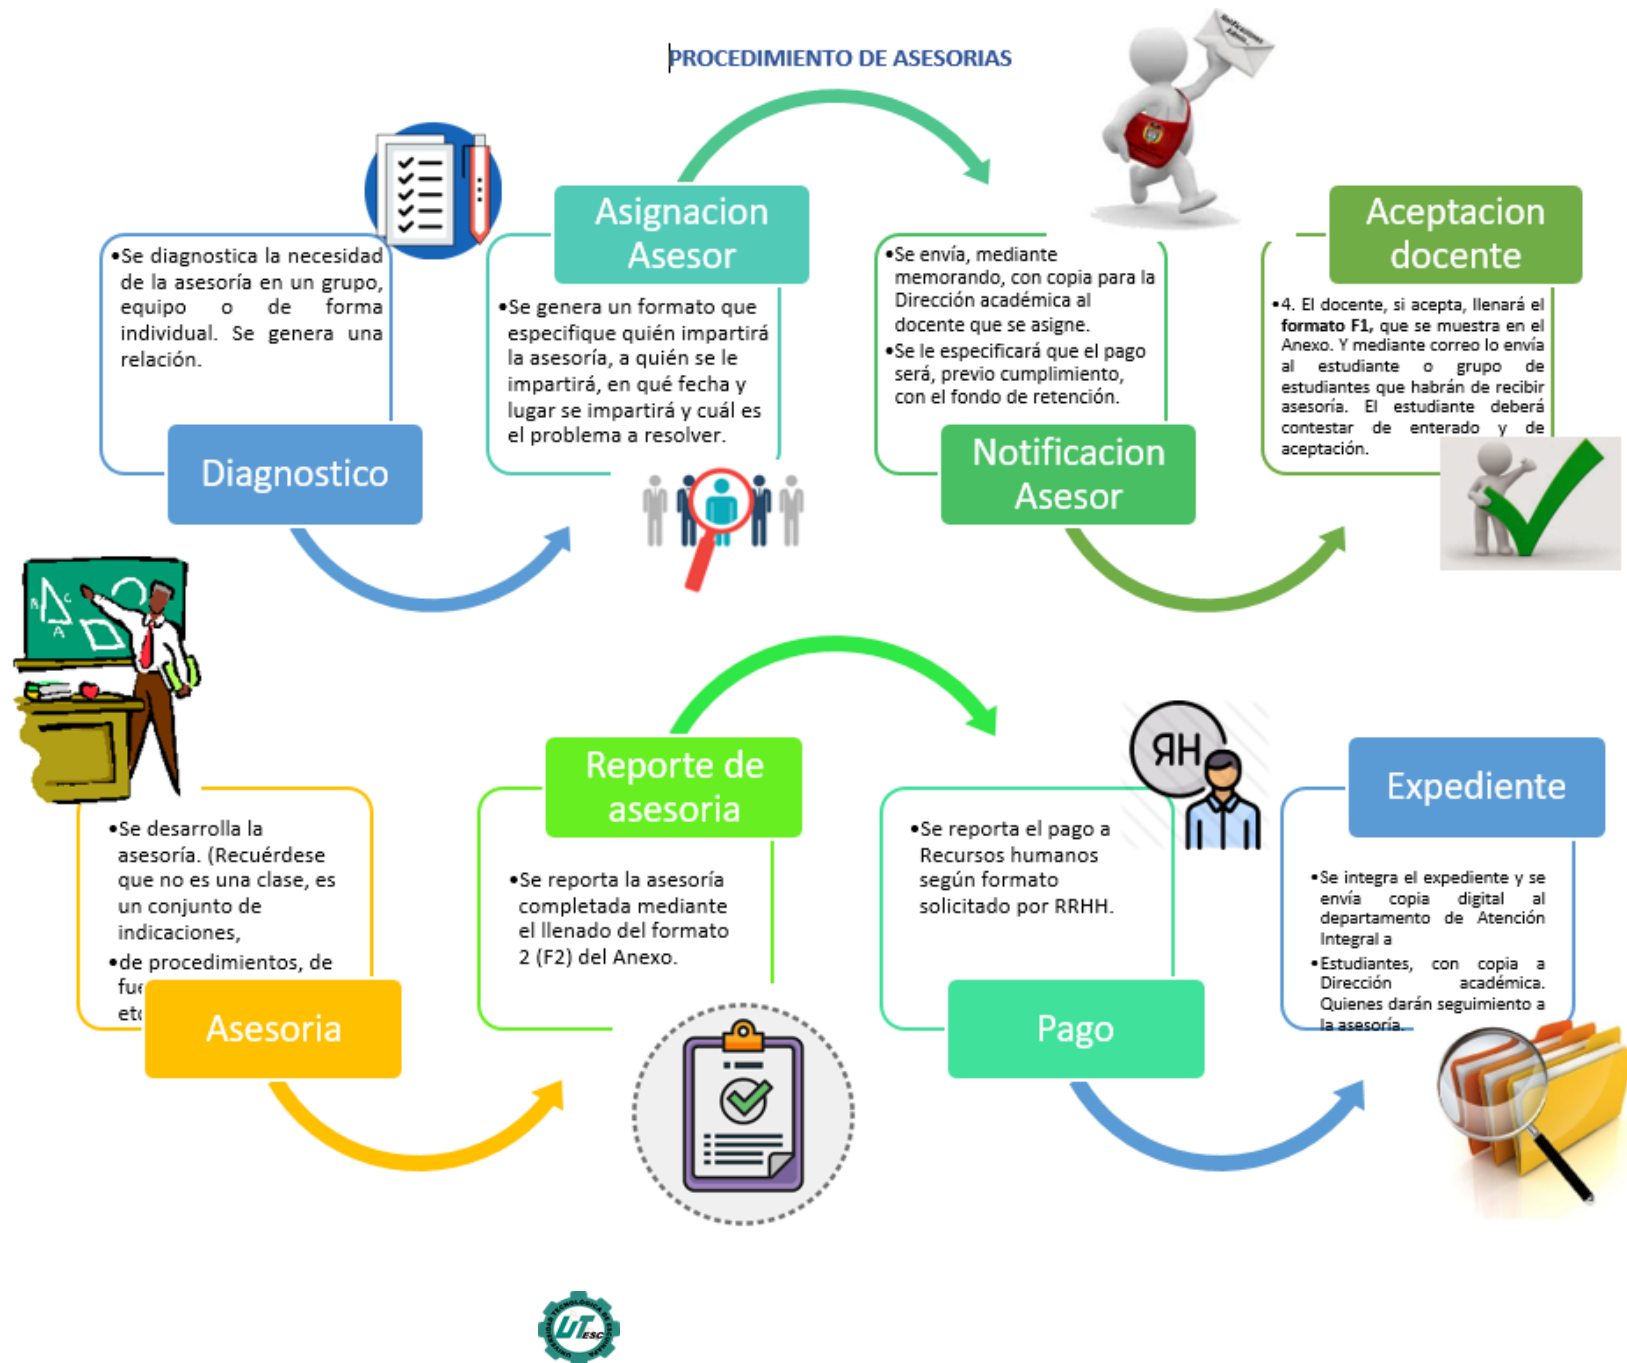 PROCEDIMIENTO DE ASESORIAS
•Se diagnostica la necesidad
de la asesoría en un grupo,
equipo o de forma
individual. Se genera una
relación.
Diagnostico
Asignacion
Asesor
•Se genera un formato que
especifique quién impartirá
la asesoría, a quién se le
impartirá, en qué fecha y
lugar se impartirá y cuál es
el problema a resolver.
•Se envía, mediante
memorando, con copia para la
Dirección académica al
docente que se asigne.
•Se le especificará que el pago
será, previo cumplimiento,
con el fondo de retención.
Notificacion
Asesor
Aceptacion
docente
•4. El docente, si acepta, llenará el
formato F1, que se muestra en el
Anexo. Y mediante correo lo envía
al estudiante o grupo de
estudiantes que habrán de recibir
asesoría. El estudiante deberá
contestar de enterado y de
aceptación.
B
C
A
•Se desarrolla la
asesoría. (Recuérdese
que no es una clase, es
un conjunto de
indicaciones,
•de procedimientos, de
Asesoria
Reporte de
asesoria
•Se reporta la asesoría
completada mediante
el llenado del formato
2 (F2) del Anexo.
ЯH
•Se reporta el pago a
Recursos humanos
según formato
solicitado por RRHH.
Pago
Expediente
•Se integra el expediente y se
envía copia digital al
departamento de Atención
Integral a
•Estudiantes, con copia a
Dirección académica.
Quienes darán seguimiento a
la asesoría.
UNIVERSIDAD TECNOLOGICA DE ESCUINAPA
UT
ESC